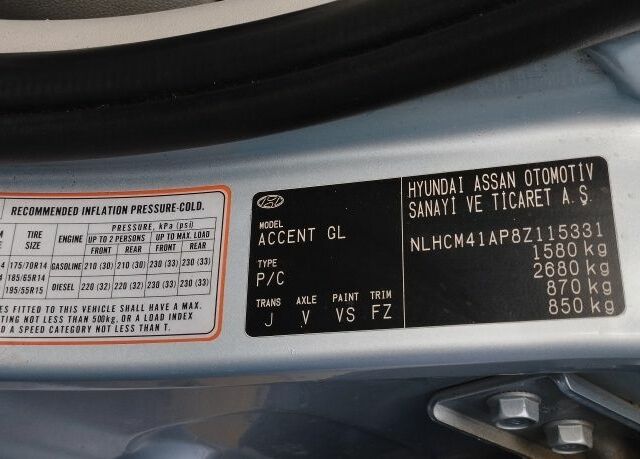 RECOMMENDED INFLATION PRESSURE-COLD.
TIRE SIZE ENGINE PRESSURE, kPa (psi)
UP TO 2 PERSONS UP TO MAX. LOAD
FRONT REAR FRONT REAR
175/70R14 GASOLINE 210 (30) 210 (30) 230 (33) 230 (33)
185/65R14
195/55R15 DIESEL 220 (32) 220 (32) 230 (33) 230 (33)
ES FITTED TO THIS VEHICLE SHALL HAVE A MAX.
TING NOT LESS THAN 500kg. OR A LOAD INDEX
D A SPEED CATEGORY NOT LESS THAN T.
MODEL
ACCENT GL
TYPE
P/C
TRANS AXLE PAINT TRIM
J V VS FZ
HYUNDAI ASSAN OTOMOTİV
SANAYİ VE TİCARET A.Ş.
NLHCM41AP8Z115331
1580 kg
2680 kg
870 kg
850 kg